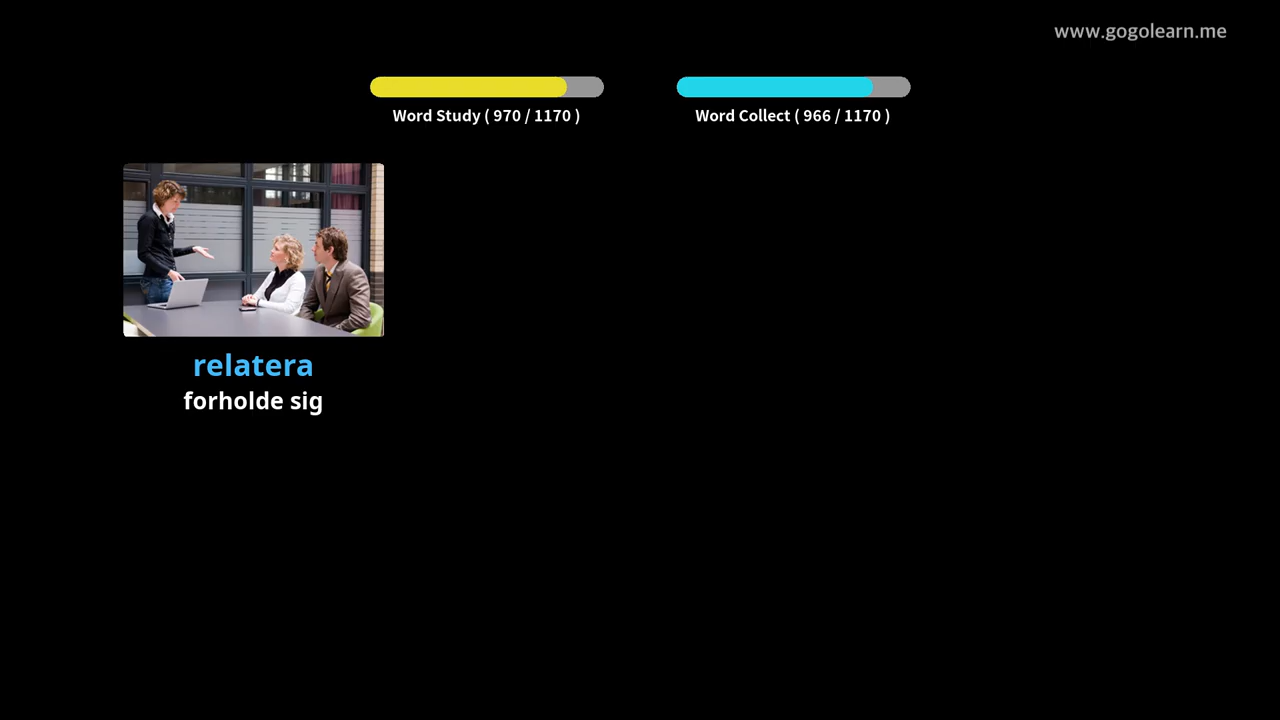 www.gogolearn.me
Word Study ( 970 / 1170 )
Word Collect ( 966 / 1170 )
relatera
forholde sig